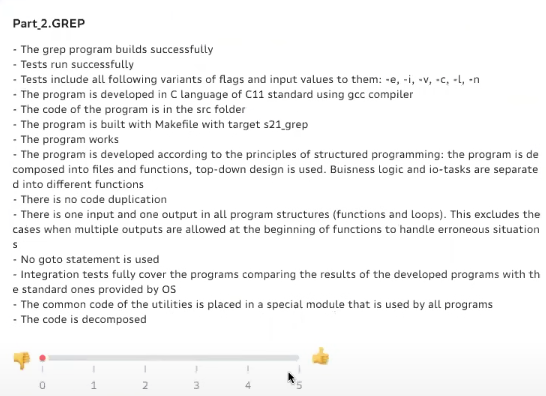 Part_2.GREP
- The grep program builds successfully
- Tests run successfully
- Tests include all following variants of flags and input values to them: -e, -i, -v, -c, -l, -n
- The program is developed in C language of C11 standard using gcc compiler
- The code of the program is in the src folder
- The program is built with Makefile with target s21_grep
- The program works
- The program is developed according to the principles of structured programming: the program is de
composed into files and functions, top-down design is used. Buisness logic and io-tasks are separate
d into different functions
- There is no code duplication
- There is one input and one output in all program structures (functions and loops). This excludes the
cases when multiple outputs are allowed at the beginning of functions to handle erroneous situation
s
- No goto statement is used
- Integration tests fully cover the programs comparing the results of the developed programs with th
e standard ones provided by OS
- The common code of the utilities is placed in a special module that is used by all programs
- The code is decomposed
0 1 2 3 4 5